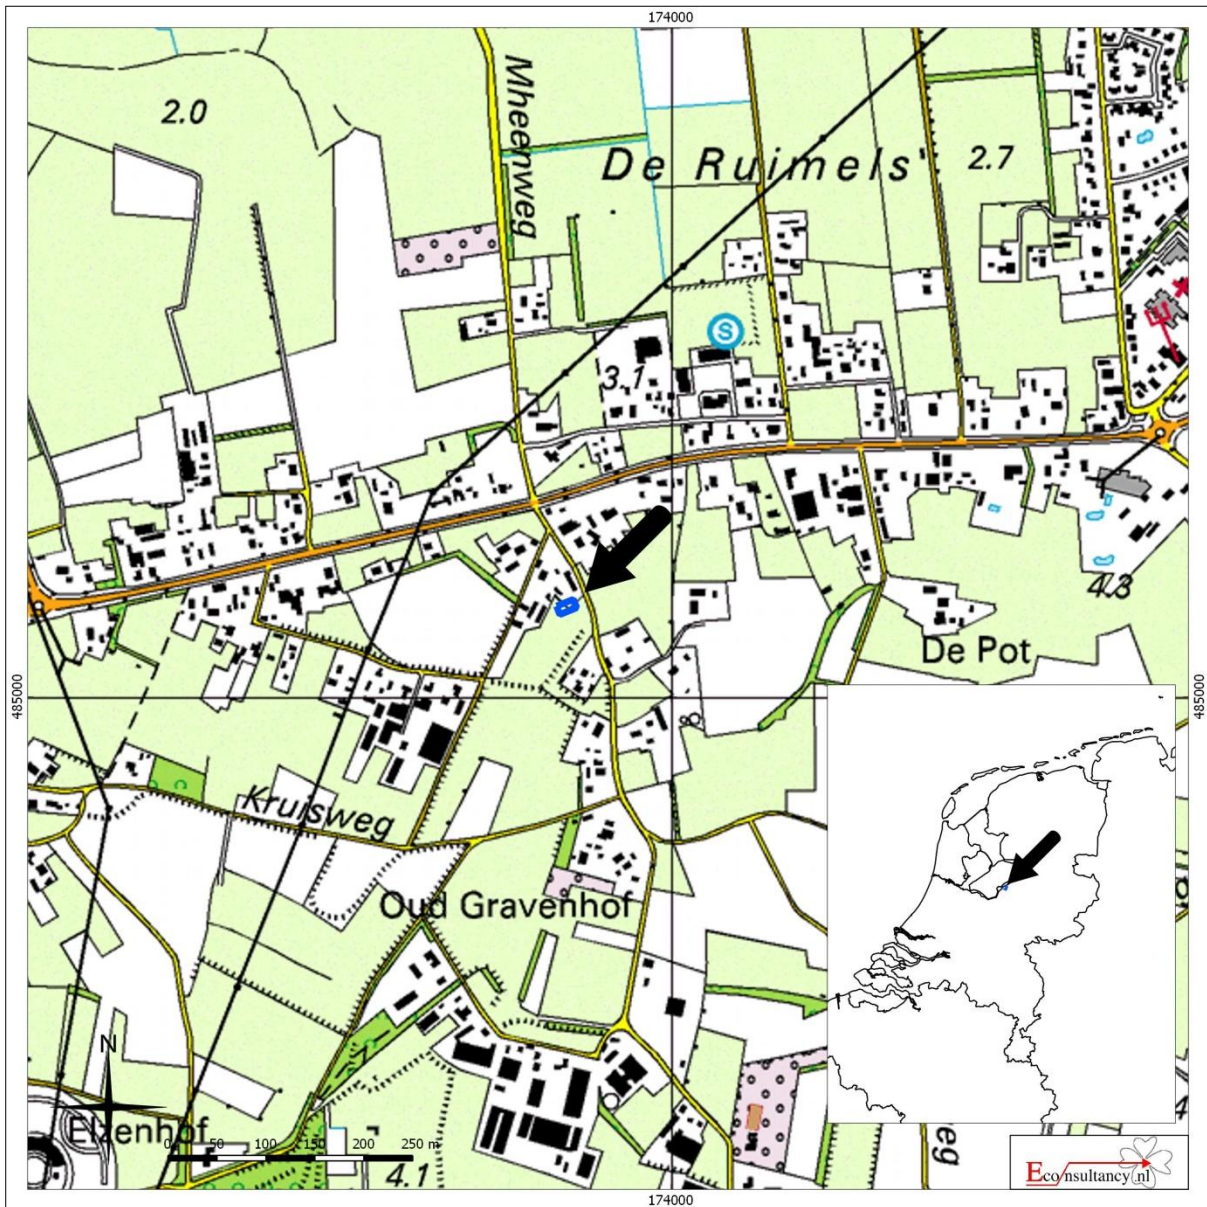 174000
2.0
Mheenweg
De Ruimels
2.7
S
3.1
4.3
De Pot
485000
485000
Kruisweg
Oud Gravenhof
N
Elzenhof
0 50 100 150 200 250 m
4.1
eg
4
Econsultancy.nl
174000